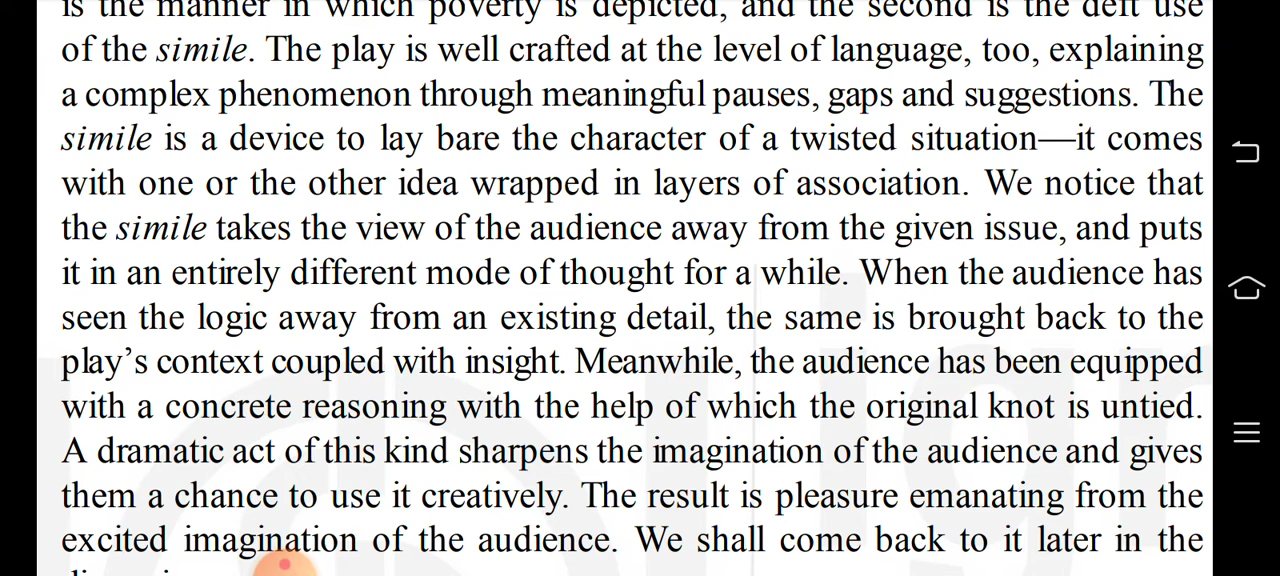 is the manner in which poverty is depicted, and the second is the deft use
of the simile. The play is well crafted at the level of language, too, explaining
a complex phenomenon through meaningful pauses, gaps and suggestions. The
simile is a device to lay bare the character of a twisted situation—it comes
with one or the other idea wrapped in layers of association. We notice that
the simile takes the view of the audience away from the given issue, and puts
it in an entirely different mode of thought for a while. When the audience has
seen the logic away from an existing detail, the same is brought back to the
play’s context coupled with insight. Meanwhile, the audience has been equipped
with a concrete reasoning with the help of which the original knot is untied.
A dramatic act of this kind sharpens the imagination of the audience and gives
them a chance to use it creatively. The result is pleasure emanating from the
excited imagination of the audience. We shall come back to it later in the